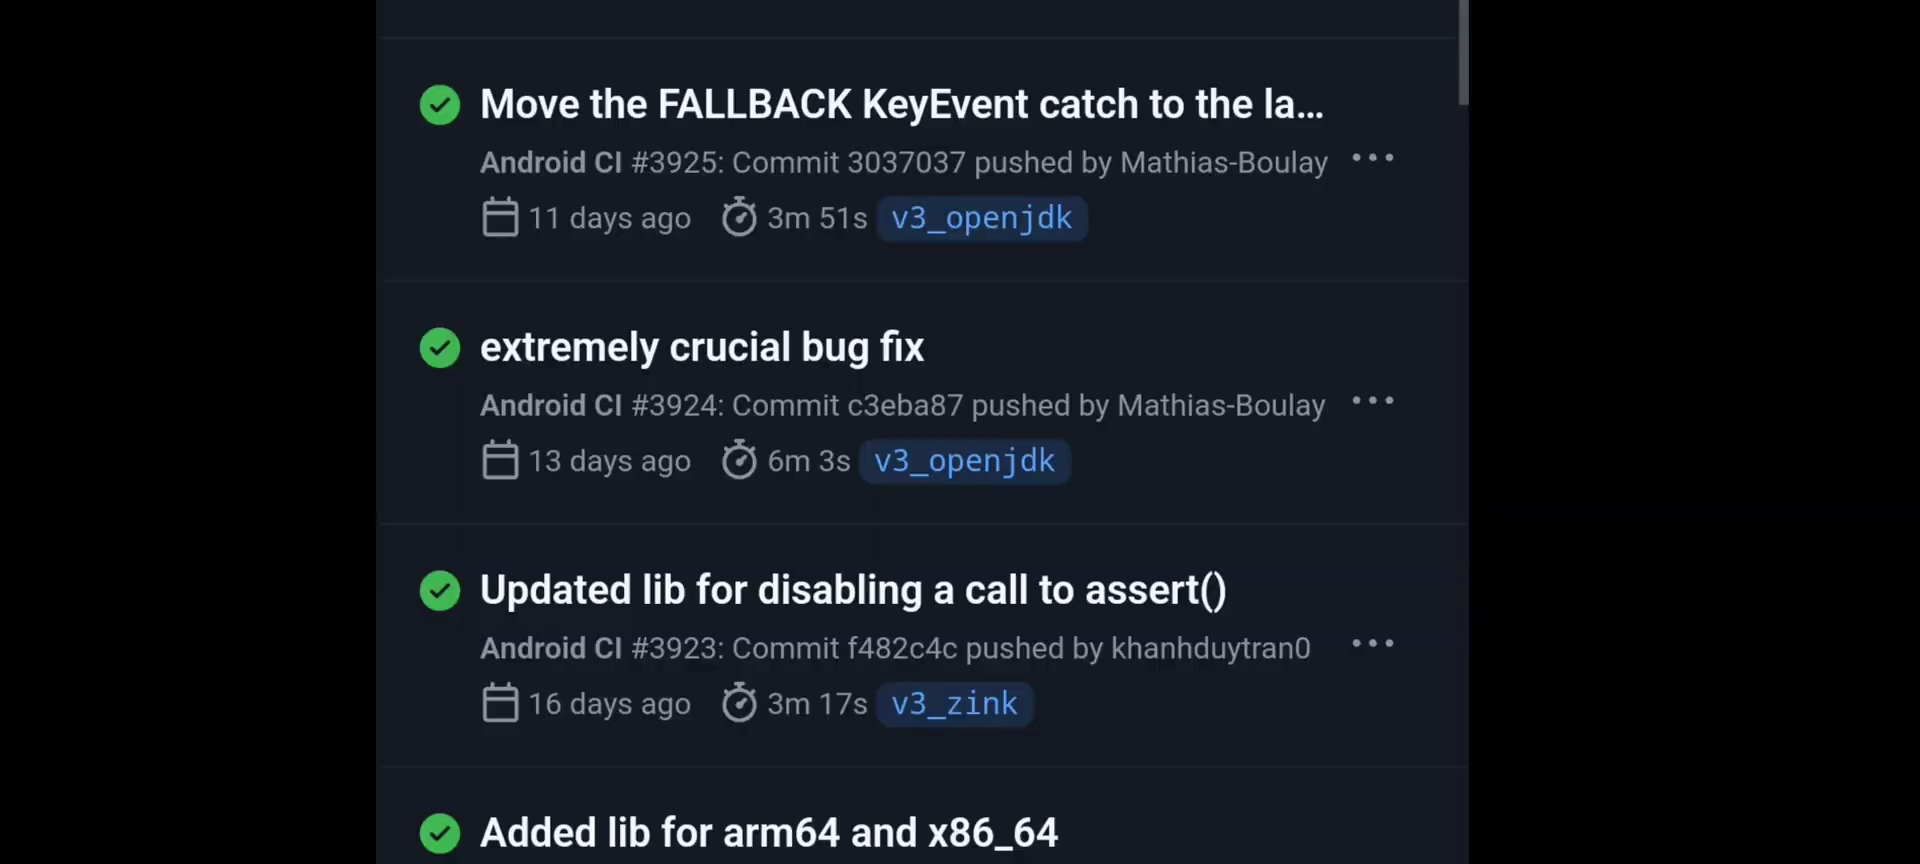 Move the FALLBACK KeyEvent catch to the la...
Android CI #3925: Commit 3037037 pushed by Mathias-Boulay
11 days ago 3m 51s v3_openjdk
extremely crucial bug fix
Android CI #3924: Commit c3eba87 pushed by Mathias-Boulay
13 days ago 6m 3s v3_openjdk
Updated lib for disabling a call to assert()
Android CI #3923: Commit f482c4c pushed by khanhduytran0
16 days ago 3m 17s v3_zink
Added lib for arm64 and x86_64